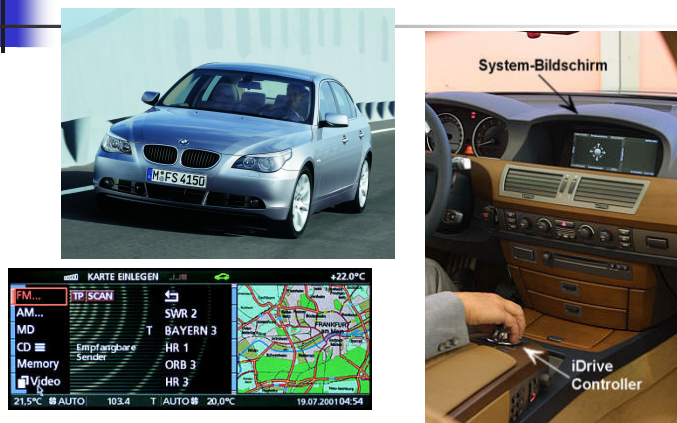 System-Bildschirm
M FS 4150
KARTE EINLEGEN +22.0°C
FM... TP SCAN
AM... SWR 2
MD T BAYERN 3
CD Empfangbare HR 1
Memory Sender ORB 3
Video HR 3
FRANKFURT
am Main
21,5°C AUTO 103.4 T AUTO 20,0°C 19.07.2001 04:54
iDrive
Controller